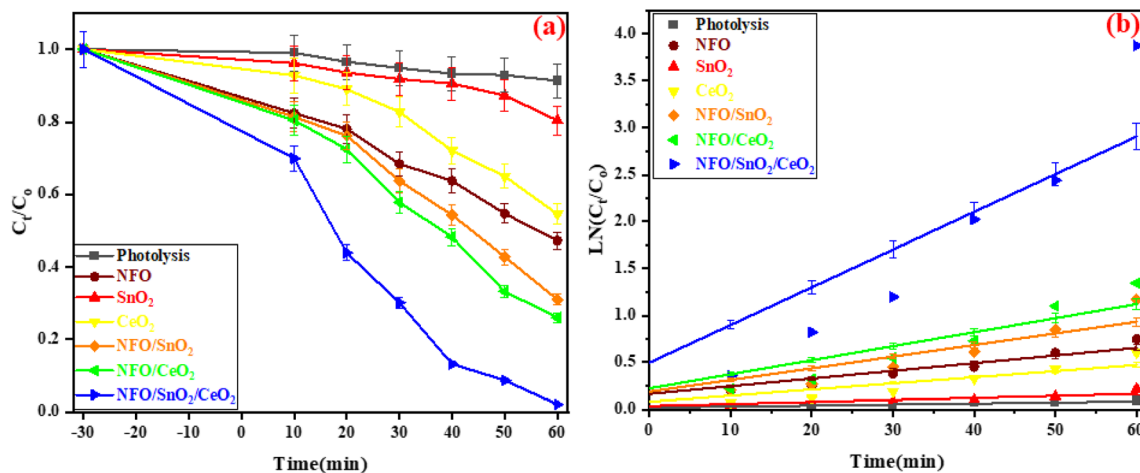 (a)
1.0
0.8
0.6
0.4
0.2
0.0
Cₜ/Cₒ
Photolysis
NFO
SnO₂
CeO₂
NFO/SnO₂
NFO/CeO₂
NFO/SnO₂/CeO₂
-30 -20 -10 0 10 20 30 40 50 60
Time(min)
(b)
4.0
3.5
3.0
2.5
2.0
1.5
1.0
0.5
0.0
LN(Cₜ/Cₒ)
Photolysis
NFO
SnO₂
CeO₂
NFO/SnO₂
NFO/CeO₂
NFO/SnO₂/CeO₂
0 10 20 30 40 50 60
Time(min)